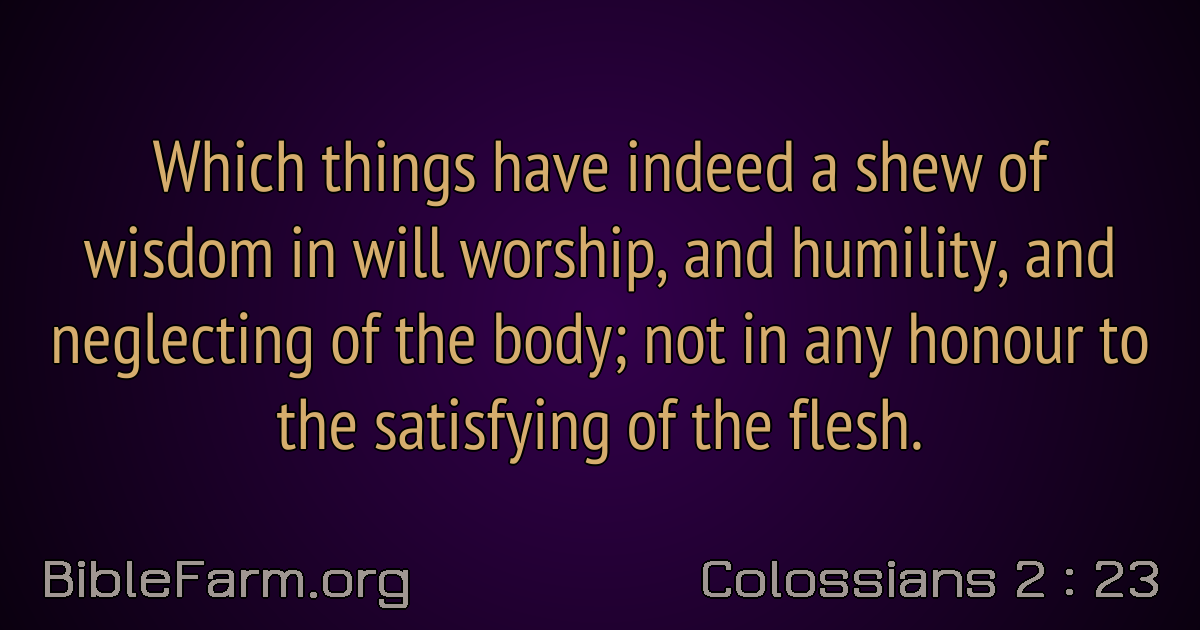 Which things have indeed a shew of
wisdom in will worship, and humility, and
neglecting of the body; not in any honour to
the satisfying of the flesh.
BibleFarm.org
Colossians 2 : 23